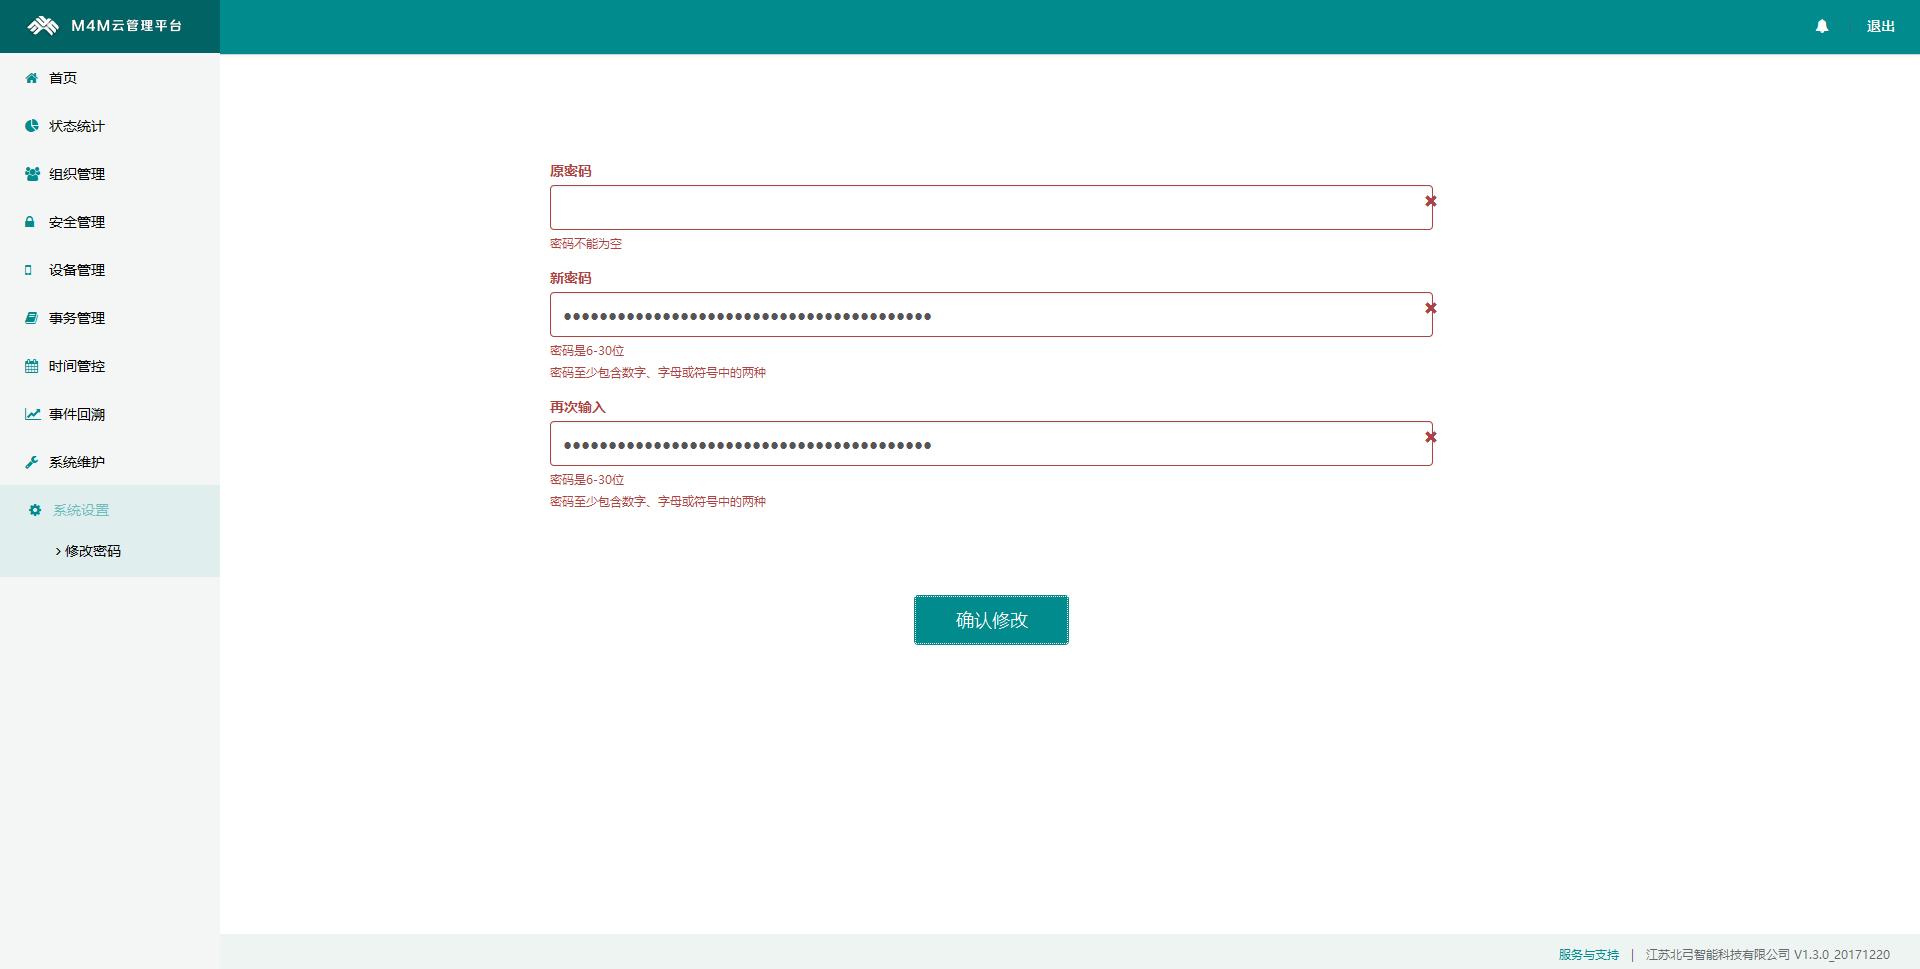 M4M云管理平台
退出
首页
状态统计
组织管理
安全管理
设备管理
事务管理
时间管控
事件回溯
系统维护
系统设置
修改密码
原密码
密码不能为空
新密码
密码是6-30位
密码至少包含数字、字母或符号中的两种
再次输入
密码是6-30位
密码至少包含数字、字母或符号中的两种
确认修改
服务与支持 | 江苏北弓智能科技有限公司 V1.3.0_20171220